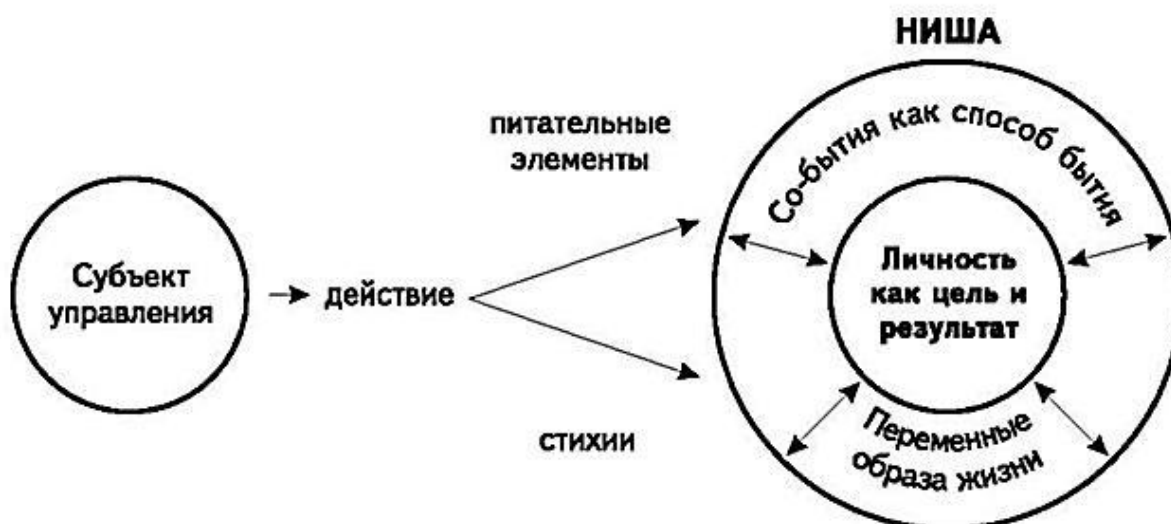 НИША
питательные
элементы
Со-бытия как способ бытия
Субъект
управления
действие
Личность
как цель и
результат
стихии
Переменные
образа жизни